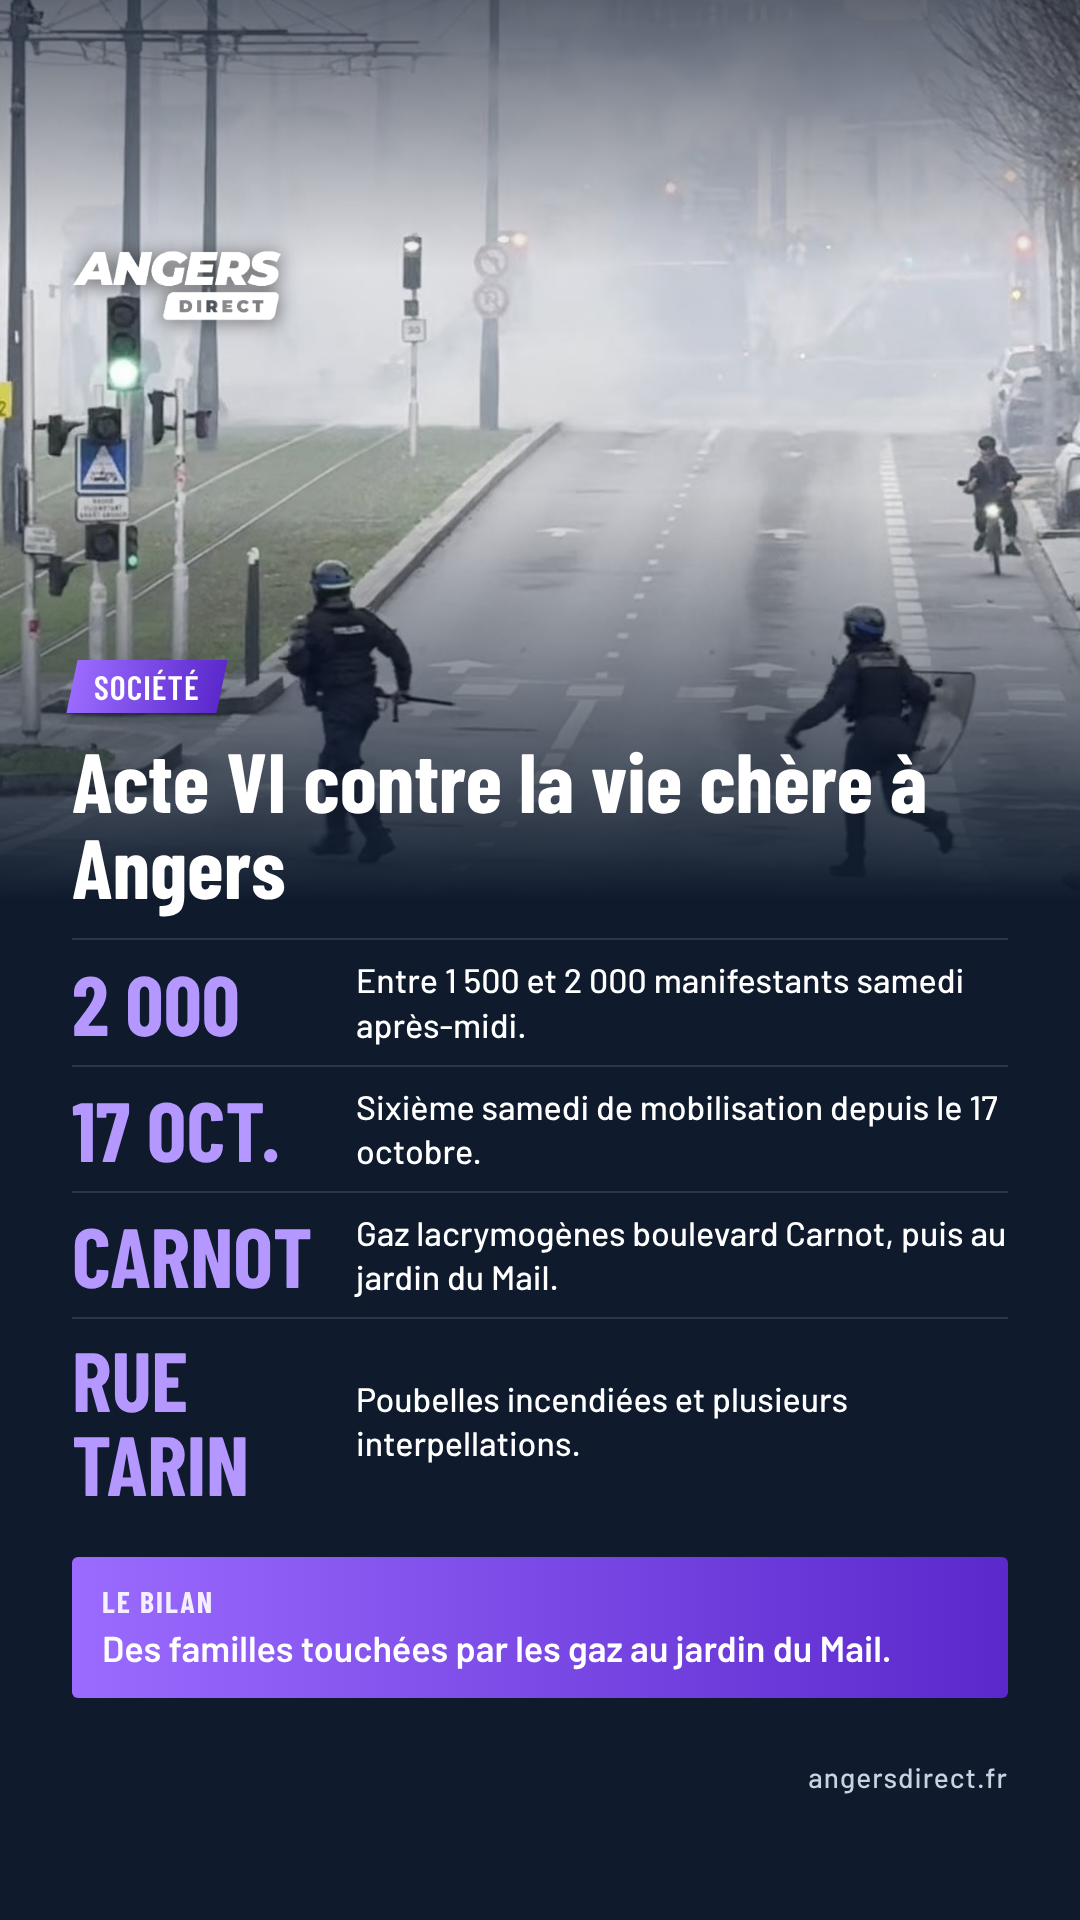 ANGERS
DIRECT
30
2
POLICE
SOCIÉTÉ
Acte VI contre la vie chère à
Angers
2 000
Entre 1 500 et 2 000 manifestants samedi
après-midi.
17 OCT.
Sixième samedi de mobilisation depuis le 17
octobre.
CARNOT
Gaz lacrymogènes boulevard Carnot, puis au
jardin du Mail.
RUE
TARIN
Poubelles incendiées et plusieurs
interpellations.
LE BILAN
Des familles touchées par les gaz au jardin du Mail.
angersdirect.fr